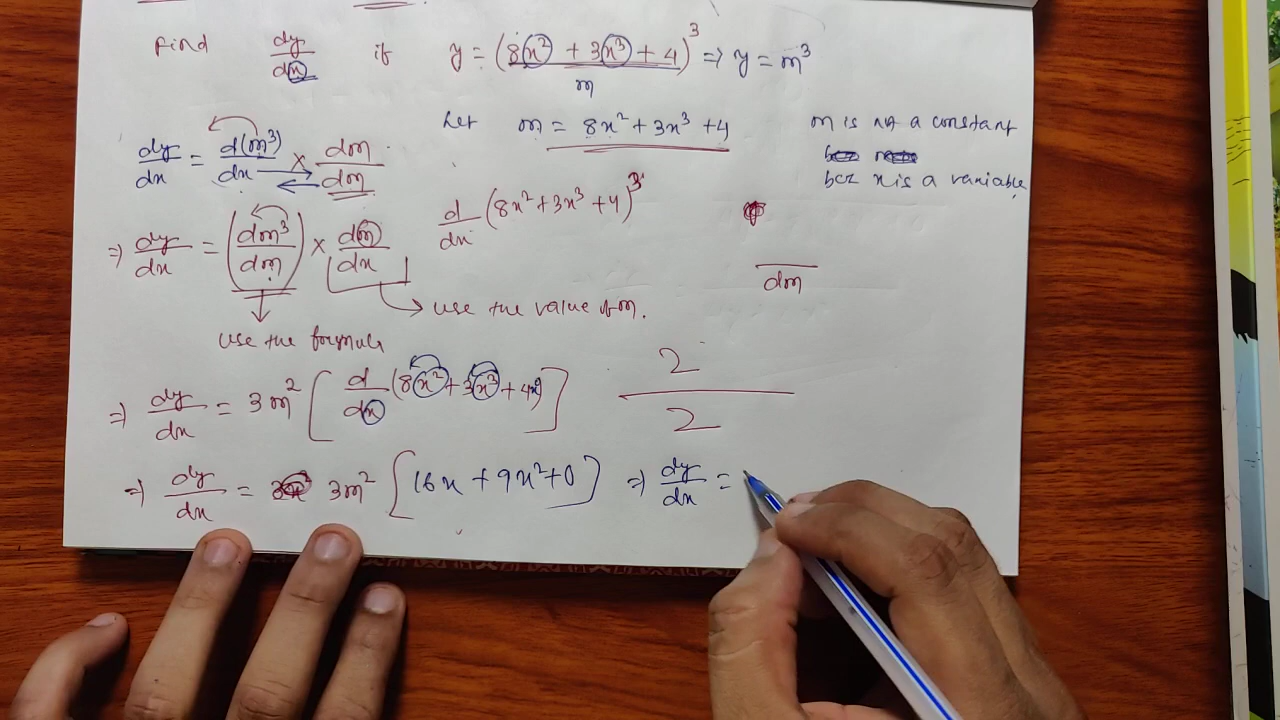 Find dy/dx if y = (8x² + 3x³ + 4)³ ⇒ y = m³
m
Let m = 8x² + 3x³ + 4
m is not a constant
bcz
bcz x is a variable
dy/dx = d(m³)/dx × dm/dm
d/dx (8x² + 3x³ + 4)³
⇒ dy/dx = (dm³/dm) × dm/dx
dm
use the value of m.
use the formula
2/2
⇒ dy/dx = 3m² [d/dx (8x² + 3x³ + 4)]
⇒ dy/dx = 3m² [16x + 9x² + 0] ⇒ dy/dx =